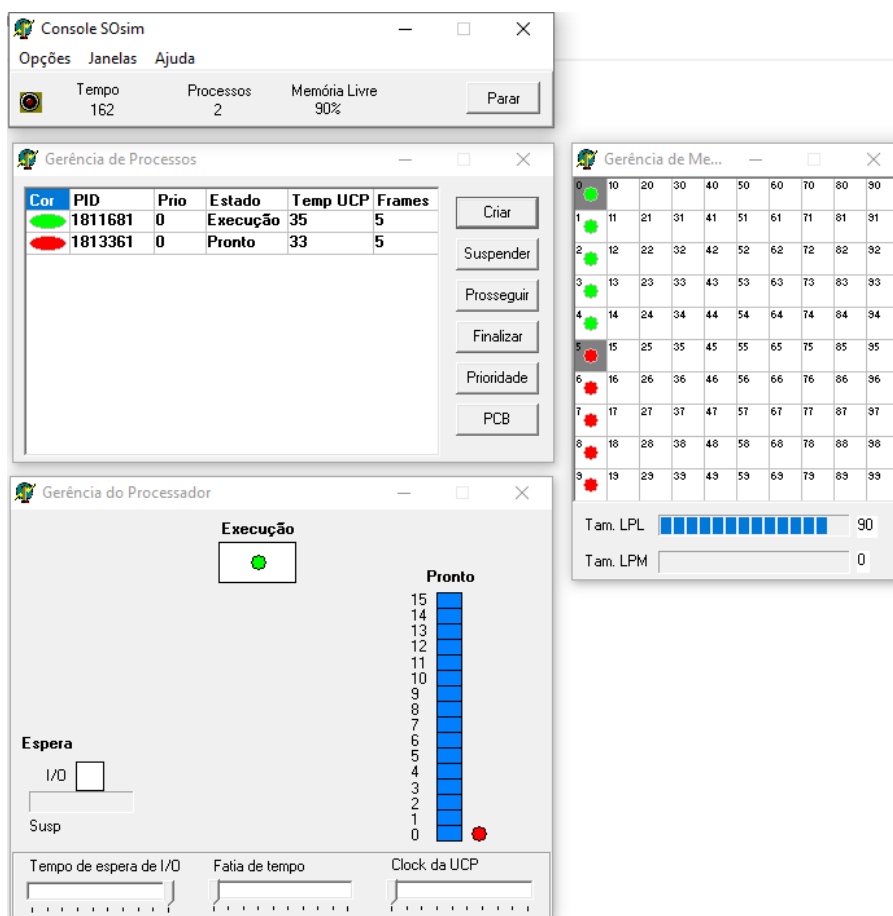 Console SOsim
Opções Janelas Ajuda
Tempo Processos Memória Livre
162 2 90%
Parar
Gerência de Processos
Cor PID Prio Estado Temp UCP Frames
1811681 0 Execução 35 5
1813361 0 Pronto 33 5
Criar
Suspender
Prosseguir
Finalizar
Prioridade
PCB
Gerência de Me...
0 10 20 30 40 50 60 70 80 90
1 11 21 31 41 51 61 71 81 91
2 12 22 32 42 52 62 72 82 92
3 13 23 33 43 53 63 73 83 93
4 14 24 34 44 54 64 74 84 94
5 15 25 35 45 55 65 75 85 95
6 16 26 36 46 56 66 76 86 96
7 17 27 37 47 57 67 77 87 97
8 18 28 38 48 58 68 78 88 98
9 19 29 39 49 59 69 79 89 99
Tam. LPL 90
Tam. LPM 0
Gerência do Processador
Execução
Pronto
15
14
13
12
11
10
9
8
7
6
5
4
3
2
1
0
Espera
I/O
Susp
Tempo de espera de I/O Fatia de tempo Clock da UCP